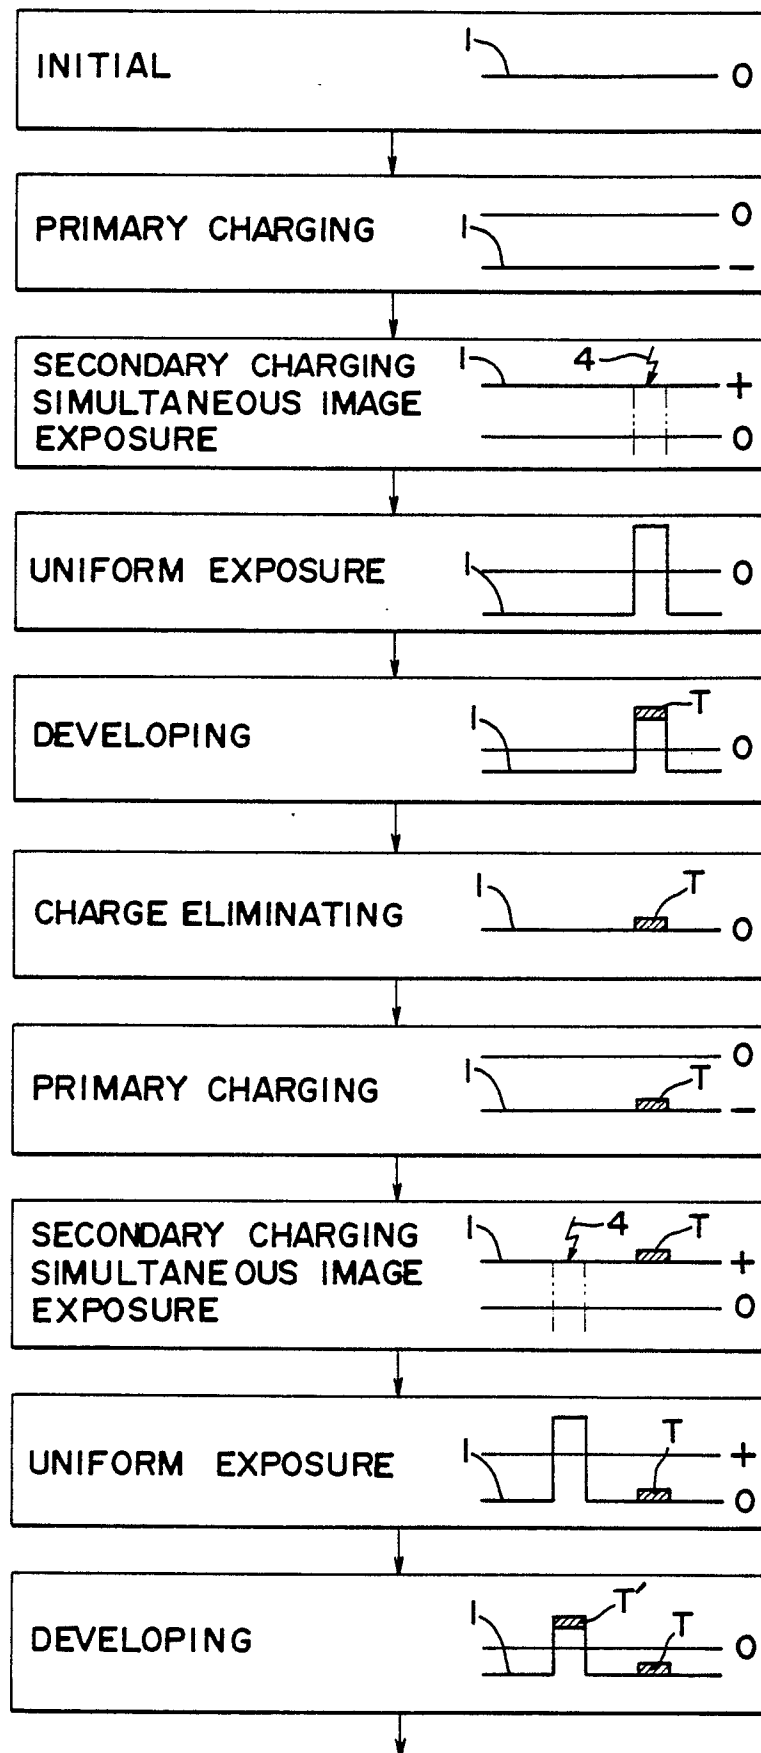 INITIAL
1
0
PRIMARY CHARGING
1
0
−
SECONDARY CHARGING
SIMULTANEOUS IMAGE
EXPOSURE
1
4
+
0
UNIFORM EXPOSURE
1
0
DEVELOPING
1
T
0
CHARGE ELIMINATING
1
T
0
PRIMARY CHARGING
1
0
T
−
SECONDARY CHARGING
SIMULTANEOUS IMAGE
EXPOSURE
1
4
T
+
0
UNIFORM EXPOSURE
1
T
+
0
DEVELOPING
1
T'
T
0